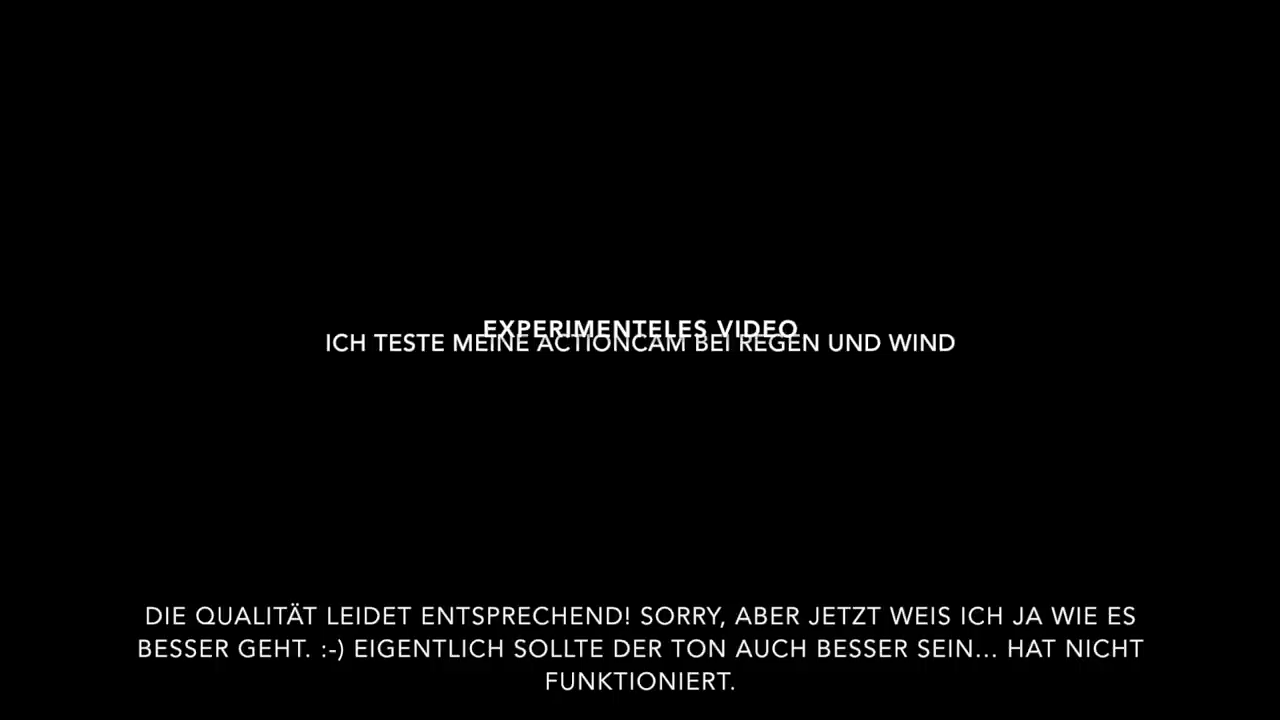 EXPERIMENTELES VIDEO
ICH TESTE MEINE ACTIONCAM BEI REGEN UND WIND
DIE QUALITÄT LEIDET ENTSPRECHEND! SORRY, ABER JETZT WEIS ICH JA WIE ES
BESSER GEHT. :-) EIGENTLICH SOLLTE DER TON AUCH BESSER SEIN... HAT NICHT
FUNKTIONIERT.